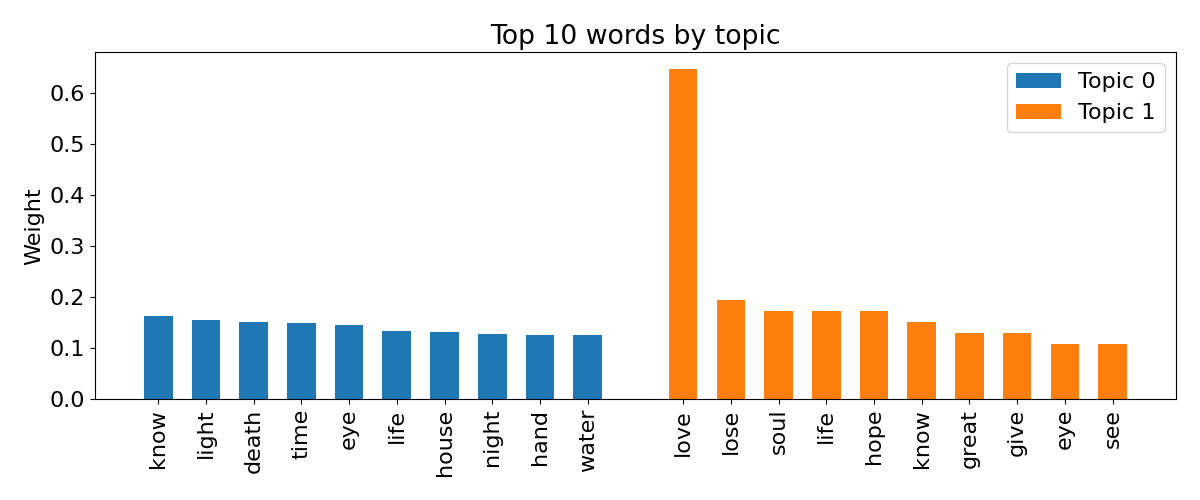 Top 10 words by topic
Weight
0.6
0.5
0.4
0.3
0.2
0.1
0.0
Topic 0
Topic 1
know
light
death
time
eye
life
house
night
hand
water
love
lose
soul
life
hope
know
great
give
eye
see